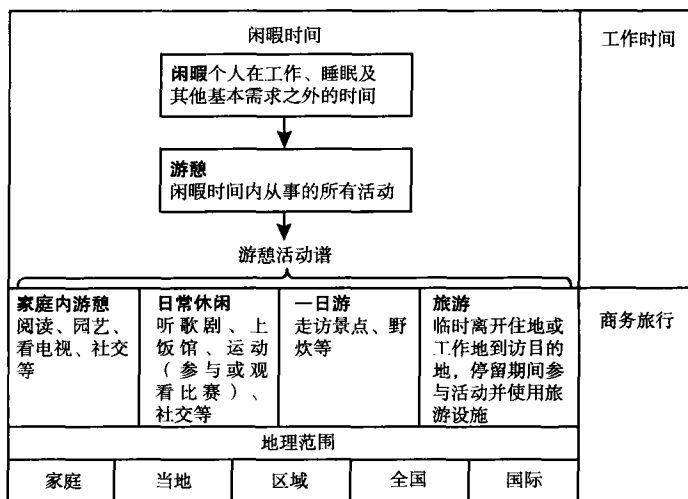 闲暇时间
工作时间
闲暇个人在工作、睡眠及
其他基本需求之外的时间
游憩
闲暇时间内从事的所有活动
游憩活动谱
家庭内游憩
阅读、园艺、
看电视、社交
等
日常休闲
听歌剧、上
饭馆、运动
（参与或观
看比赛）、
社交等
一日游
走访景点、野
炊等
旅游
临时离开住地或
工作地到访目的
地，停留期间参
与活动并使用旅
游设施
商务旅行
地理范围
家庭
当地
区域
全国
国际